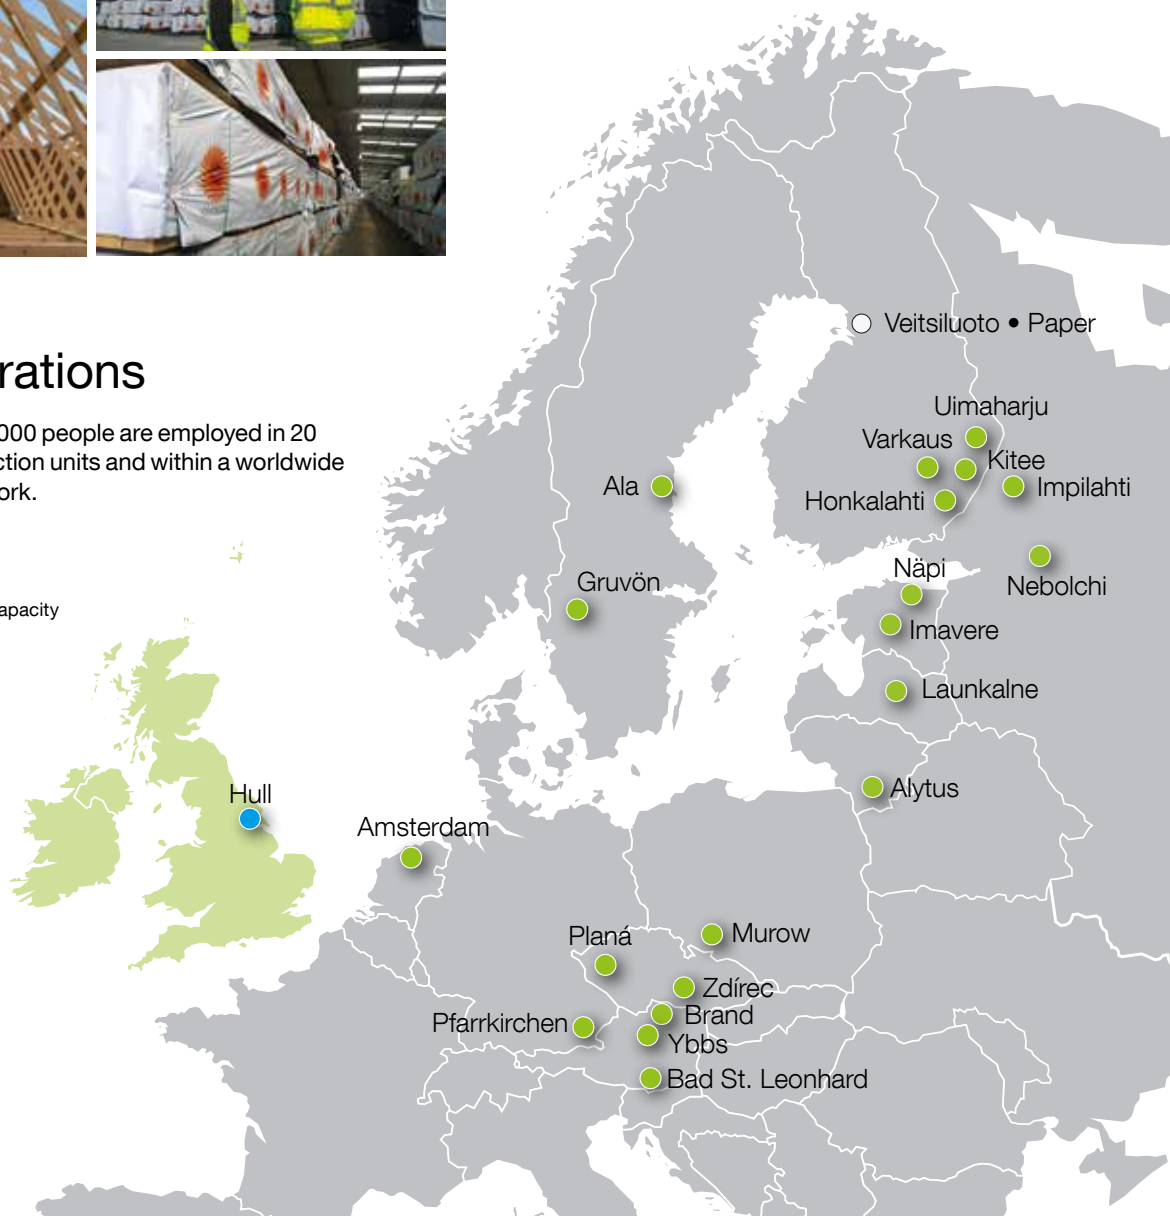 rations
000 people are employed in 20
ction units and within a worldwide
ork.
apacity
Veitsiluoto • Paper
Uimaharju
Varkaus
Kitee
Ala
Impilahti
Honkalahti
Näpi
Gruvön
Nebolchi
Imavere
Launkalne
Alytus
Hull
Amsterdam
Planá
Murow
Zdírec
Brand
Pfarrkirchen
Ybbs
Bad St. Leonhard